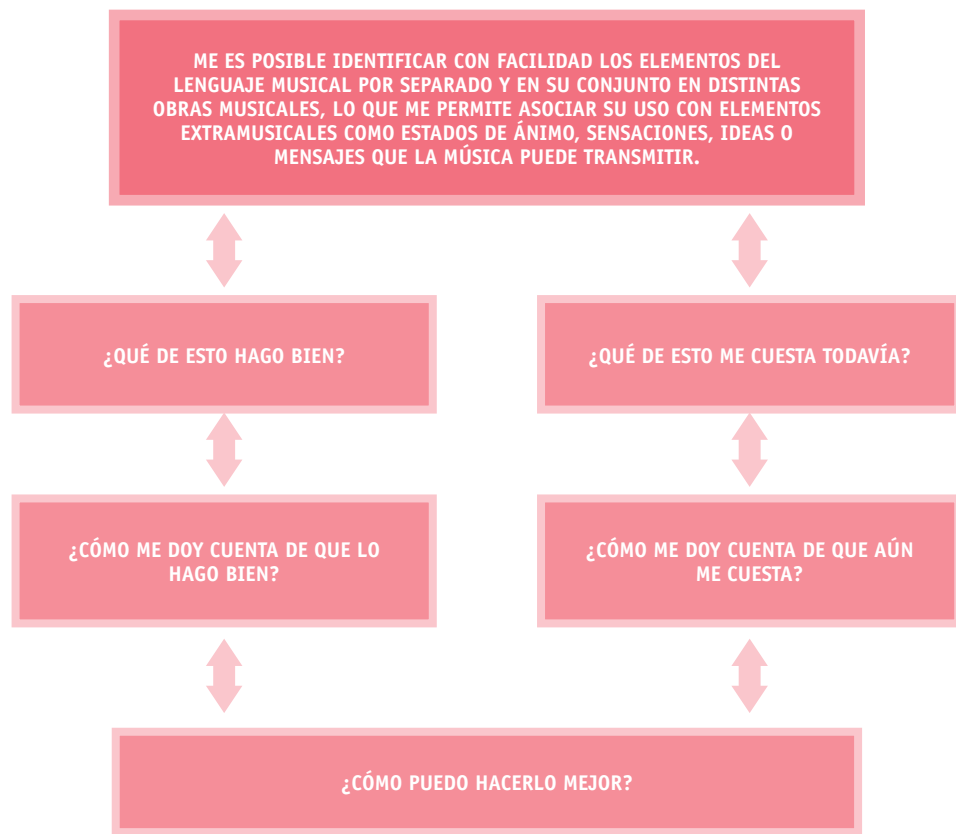 ME ES POSIBLE IDENTIFICAR CON FACILIDAD LOS ELEMENTOS DEL
LENGUAJE MUSICAL POR SEPARADO Y EN SU CONJUNTO EN DISTINTAS
OBRAS MUSICALES, LO QUE ME PERMITE ASOCIAR SU USO CON ELEMENTOS
EXTRAMUSICALES COMO ESTADOS DE ÁNIMO, SENSACIONES, IDEAS O
MENSAJES QUE LA MÚSICA PUEDE TRANSMITIR.
¿QUÉ DE ESTO HAGO BIEN?
¿QUÉ DE ESTO ME CUESTA TODAVÍA?
¿CÓMO ME DOY CUENTA DE QUE LO
HAGO BIEN?
¿CÓMO ME DOY CUENTA DE QUE AÚN
ME CUESTA?
¿CÓMO PUEDO HACERLO MEJOR?